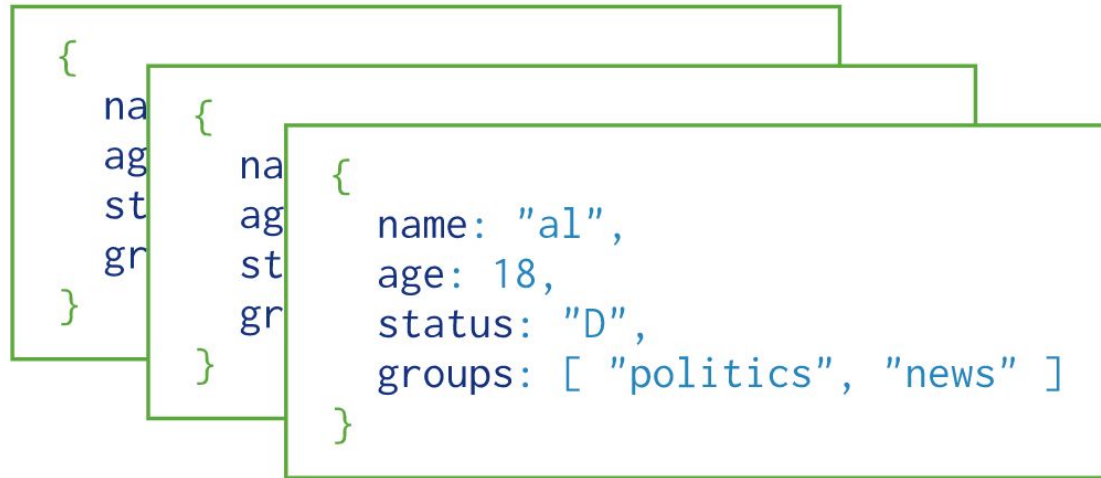 {
na
ag
st
gr
}
{
na
ag
st
gr
}
{
name: "al",
age: 18,
status: "D",
groups: [ "politics", "news" ]
}